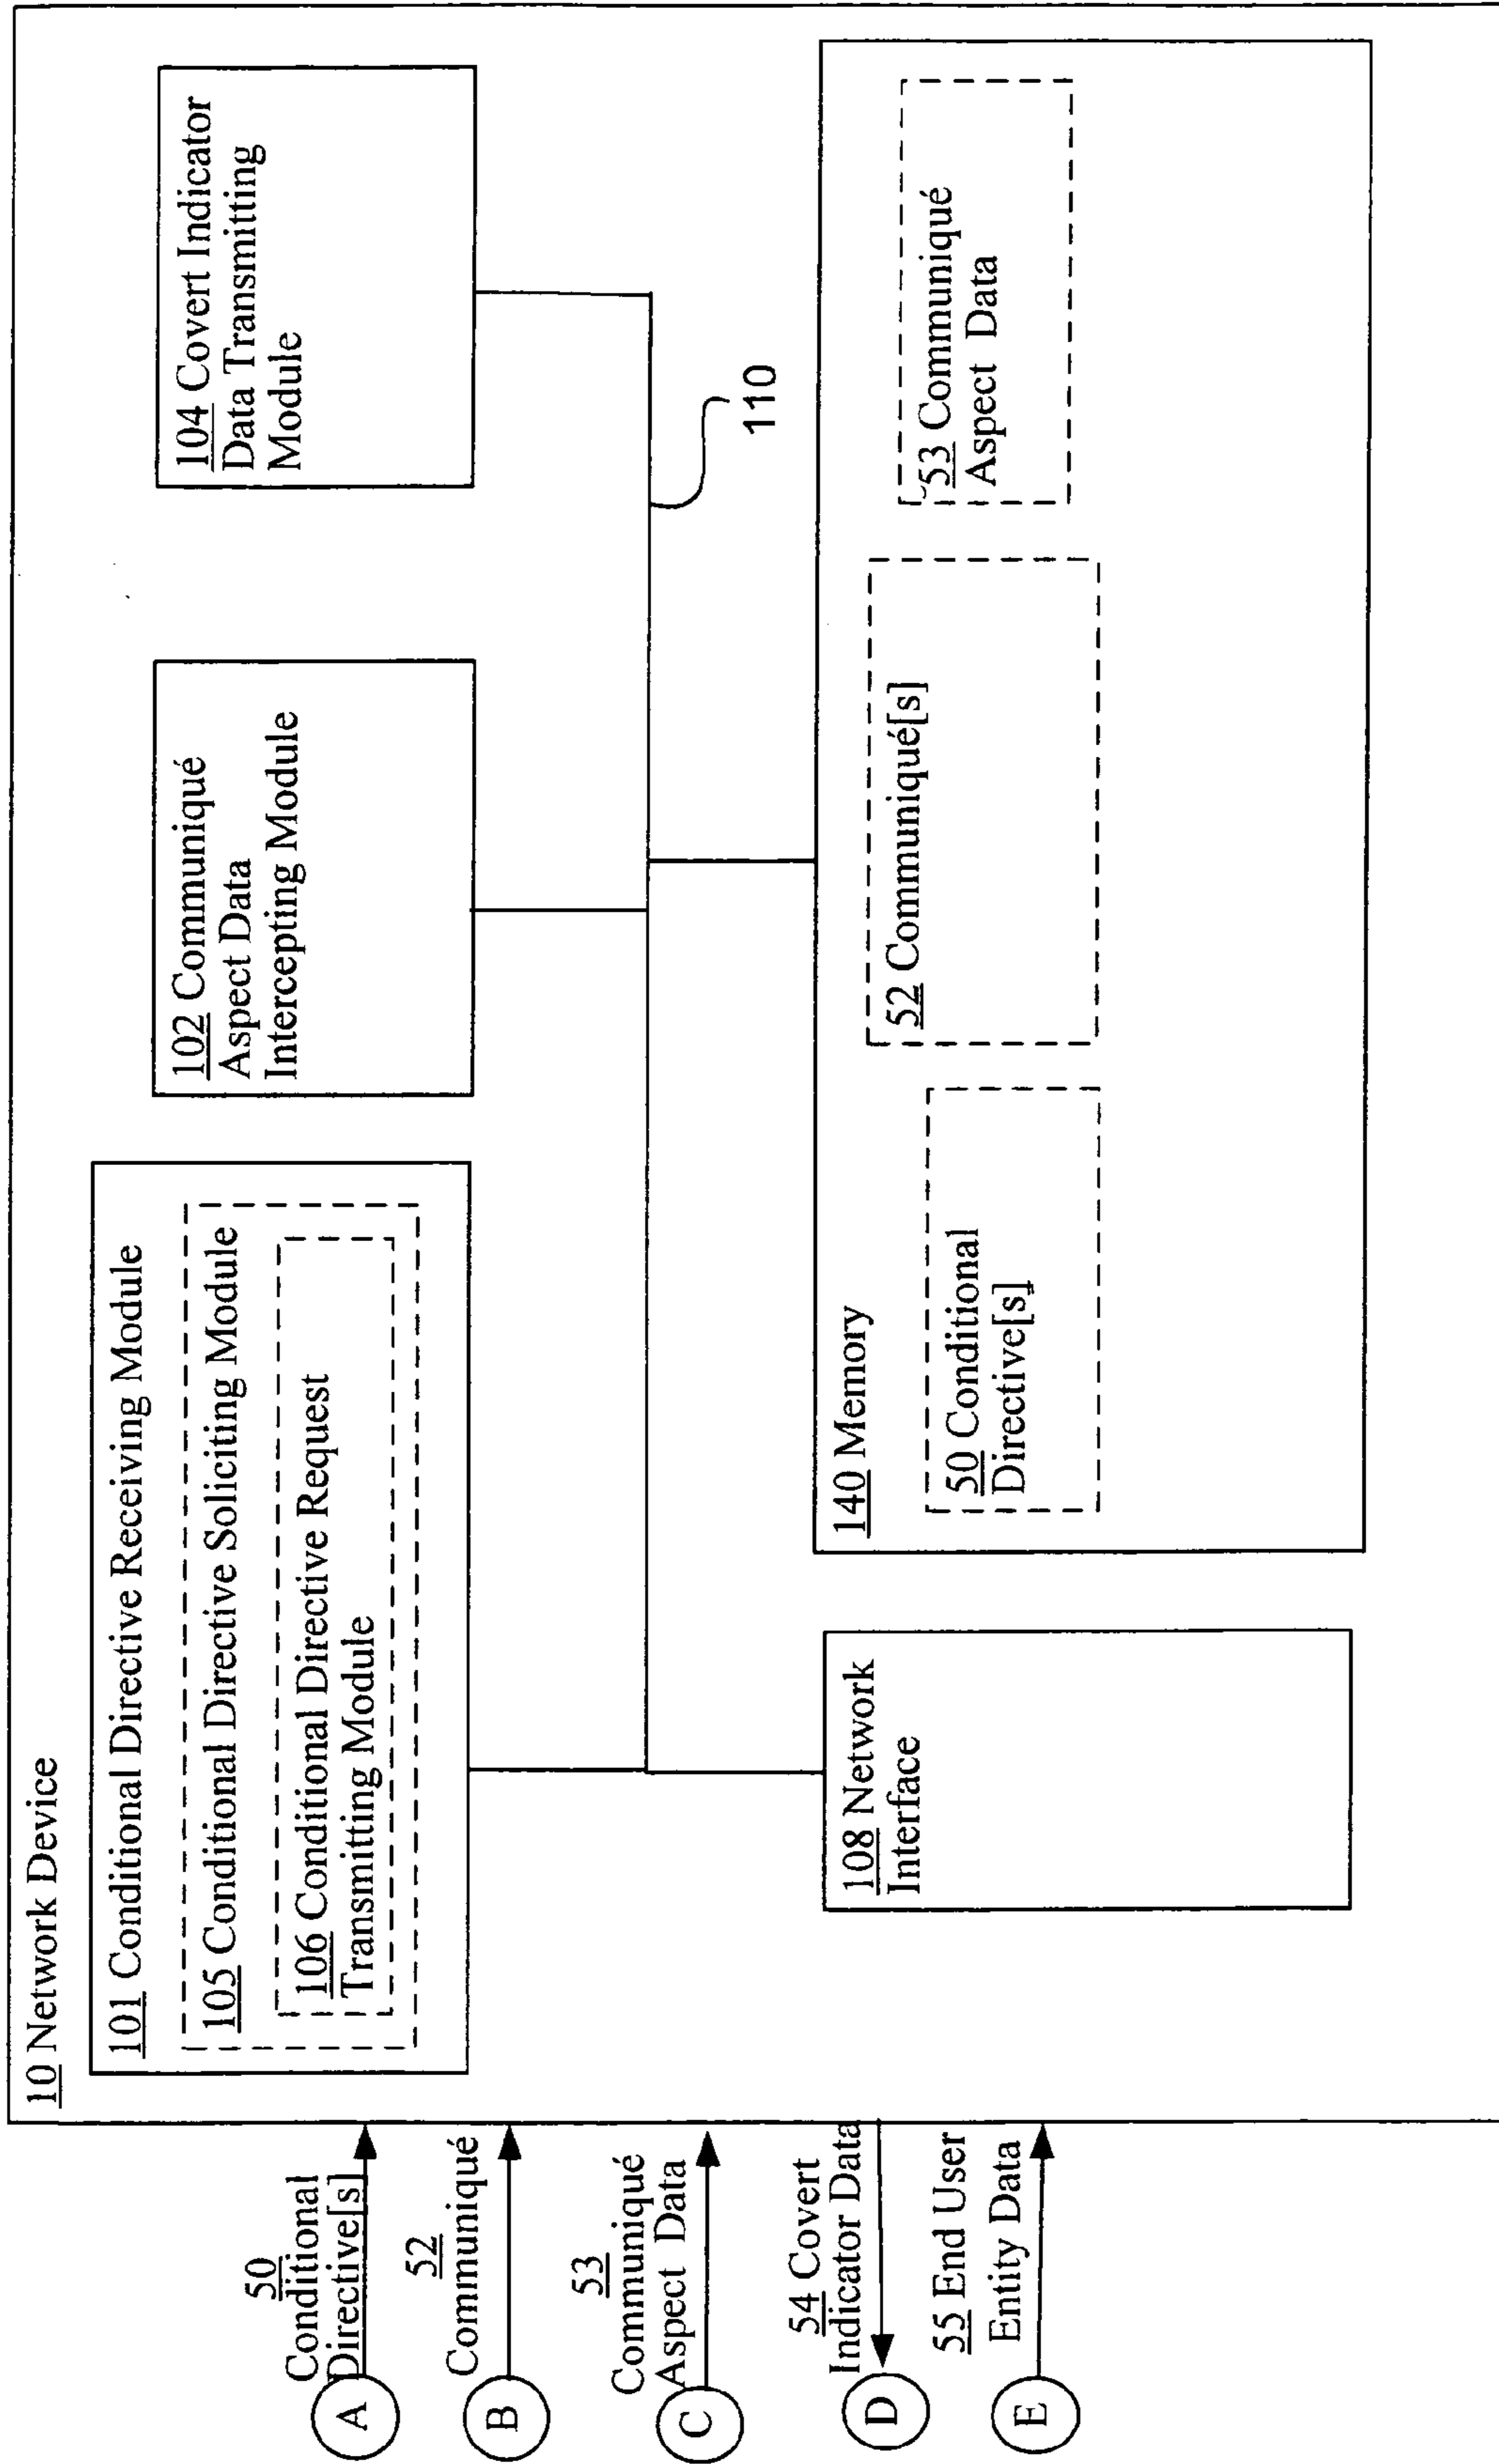 10 Network Device
101 Conditional Directive Receiving Module
105 Conditional Directive Soliciting Module
106 Conditional Directive Request
Transmitting Module
102 Communiqué
Aspect Data
Intercepting Module
104 Covert Indicator
Data Transmitting
Module
110
108 Network
Interface
140 Memory
50 Conditional
Directive[s]
52 Communiqué[s]
53 Communiqué
Aspect Data
50
Conditional
Directive[s]
A
52
Communiqué
B
53
Communiqué
Aspect Data
C
54 Covert
Indicator Data
D
55 End User
Entity Data
E